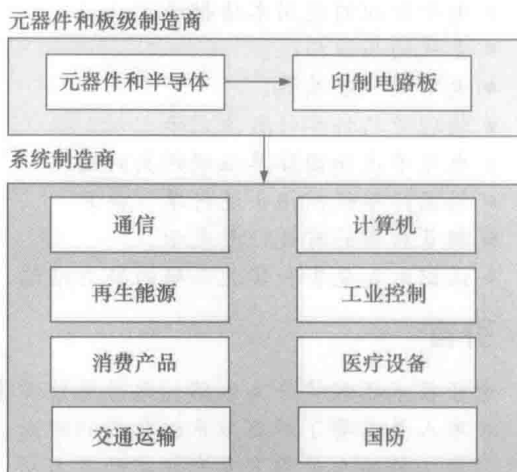 元器件和板级制造商
元器件和半导体
印制电路板
系统制造商
通信
计算机
再生能源
工业控制
消费产品
医疗设备
交通运输
国防